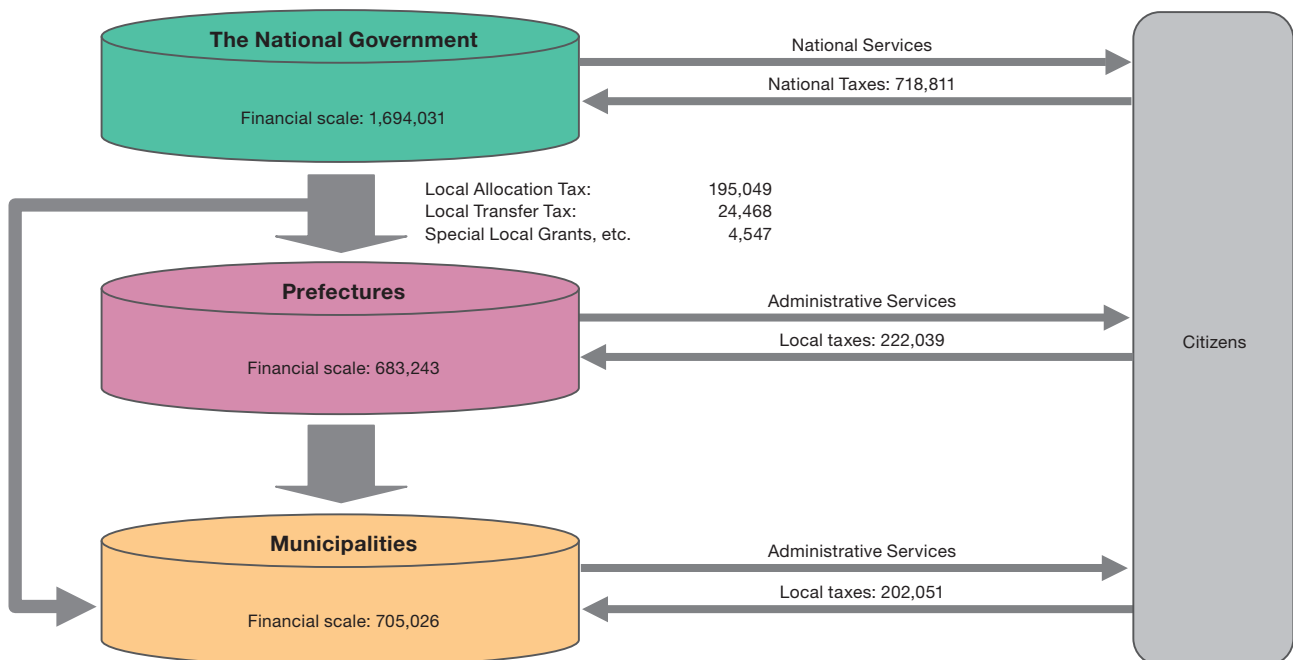 The National Government
Financial scale: 1,694,031
National Services
National Taxes: 718,811
Local Allocation Tax: 195,049
Local Transfer Tax: 24,468
Special Local Grants, etc. 4,547
Prefectures
Financial scale: 683,243
Administrative Services
Local taxes: 222,039
Citizens
Municipalities
Financial scale: 705,026
Administrative Services
Local taxes: 202,051